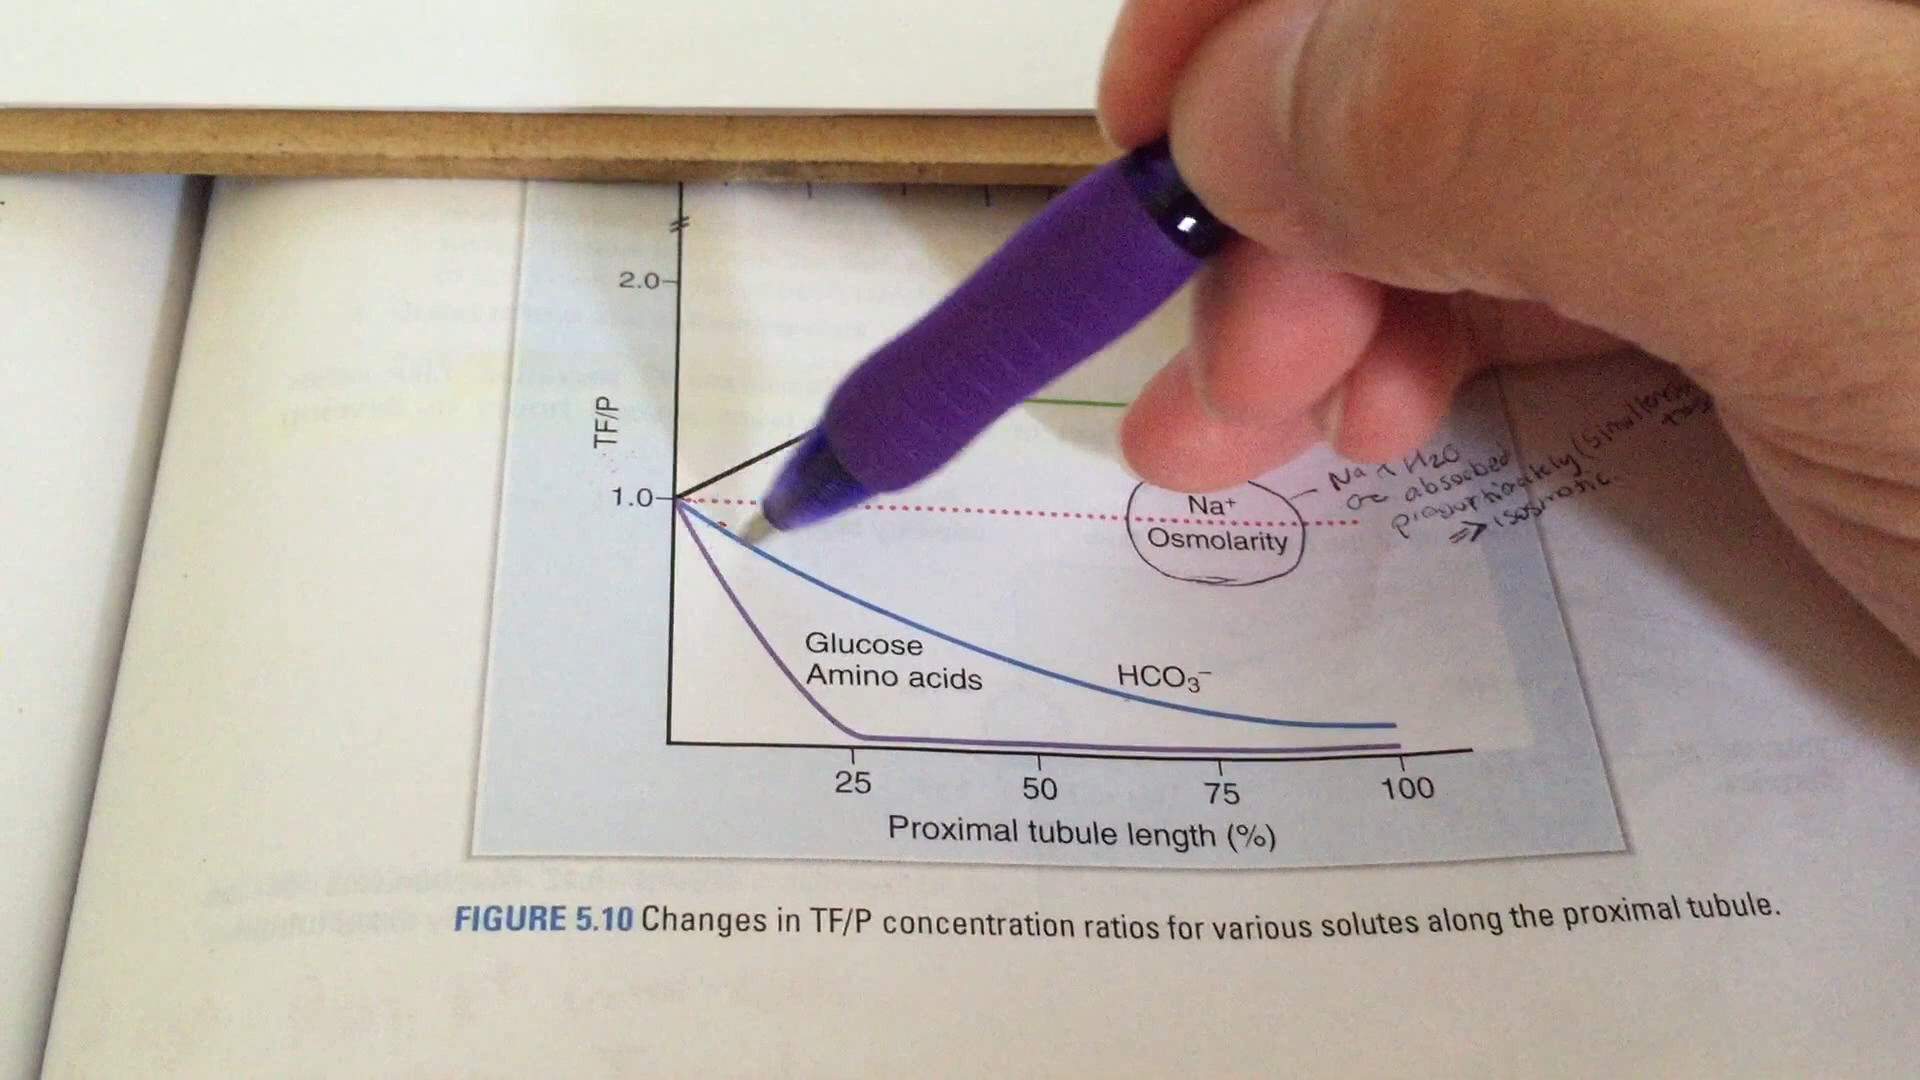 2.0
TF/P
1.0
Na⁺
Osmolarity
Na + H2O
are absorbed
proportionately (simultaneously)
=> isosmotic.
Glucose
Amino acids
HCO₃⁻
25 50 75 100
Proximal tubule length (%)
FIGURE 5.10 Changes in TF/P concentration ratios for various solutes along the proximal tubule.